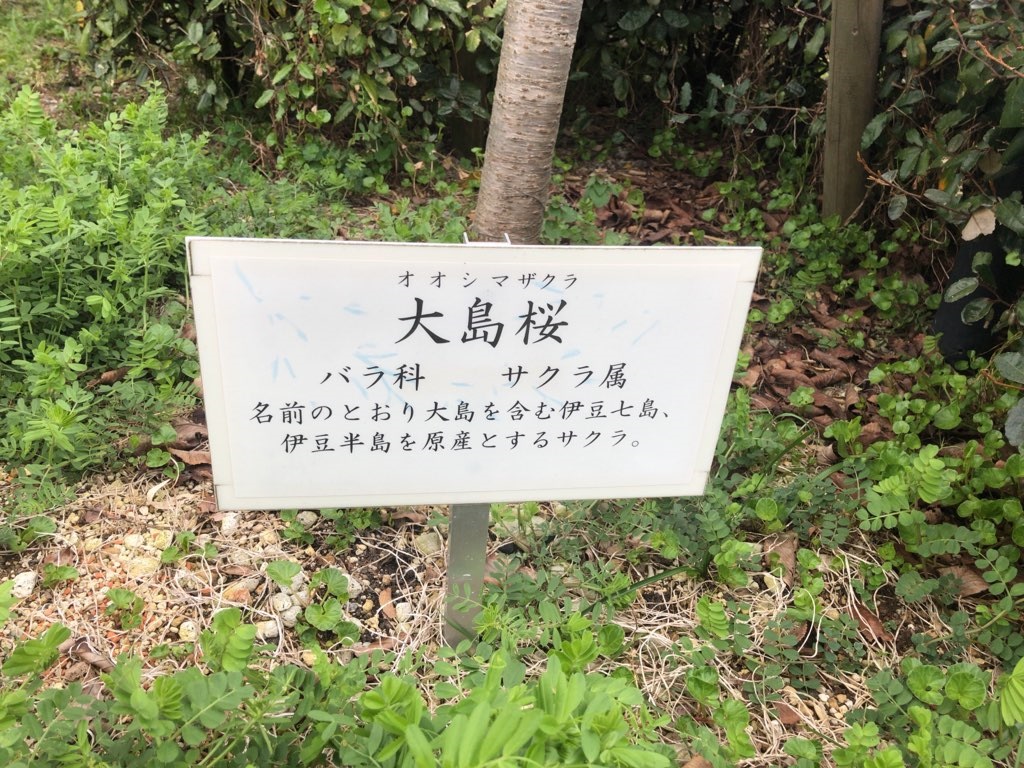 オオシマザクラ
大島桜
バラ科　　サクラ属
名前のとおり大島を含む伊豆七島、
伊豆半島を原産とするサクラ。